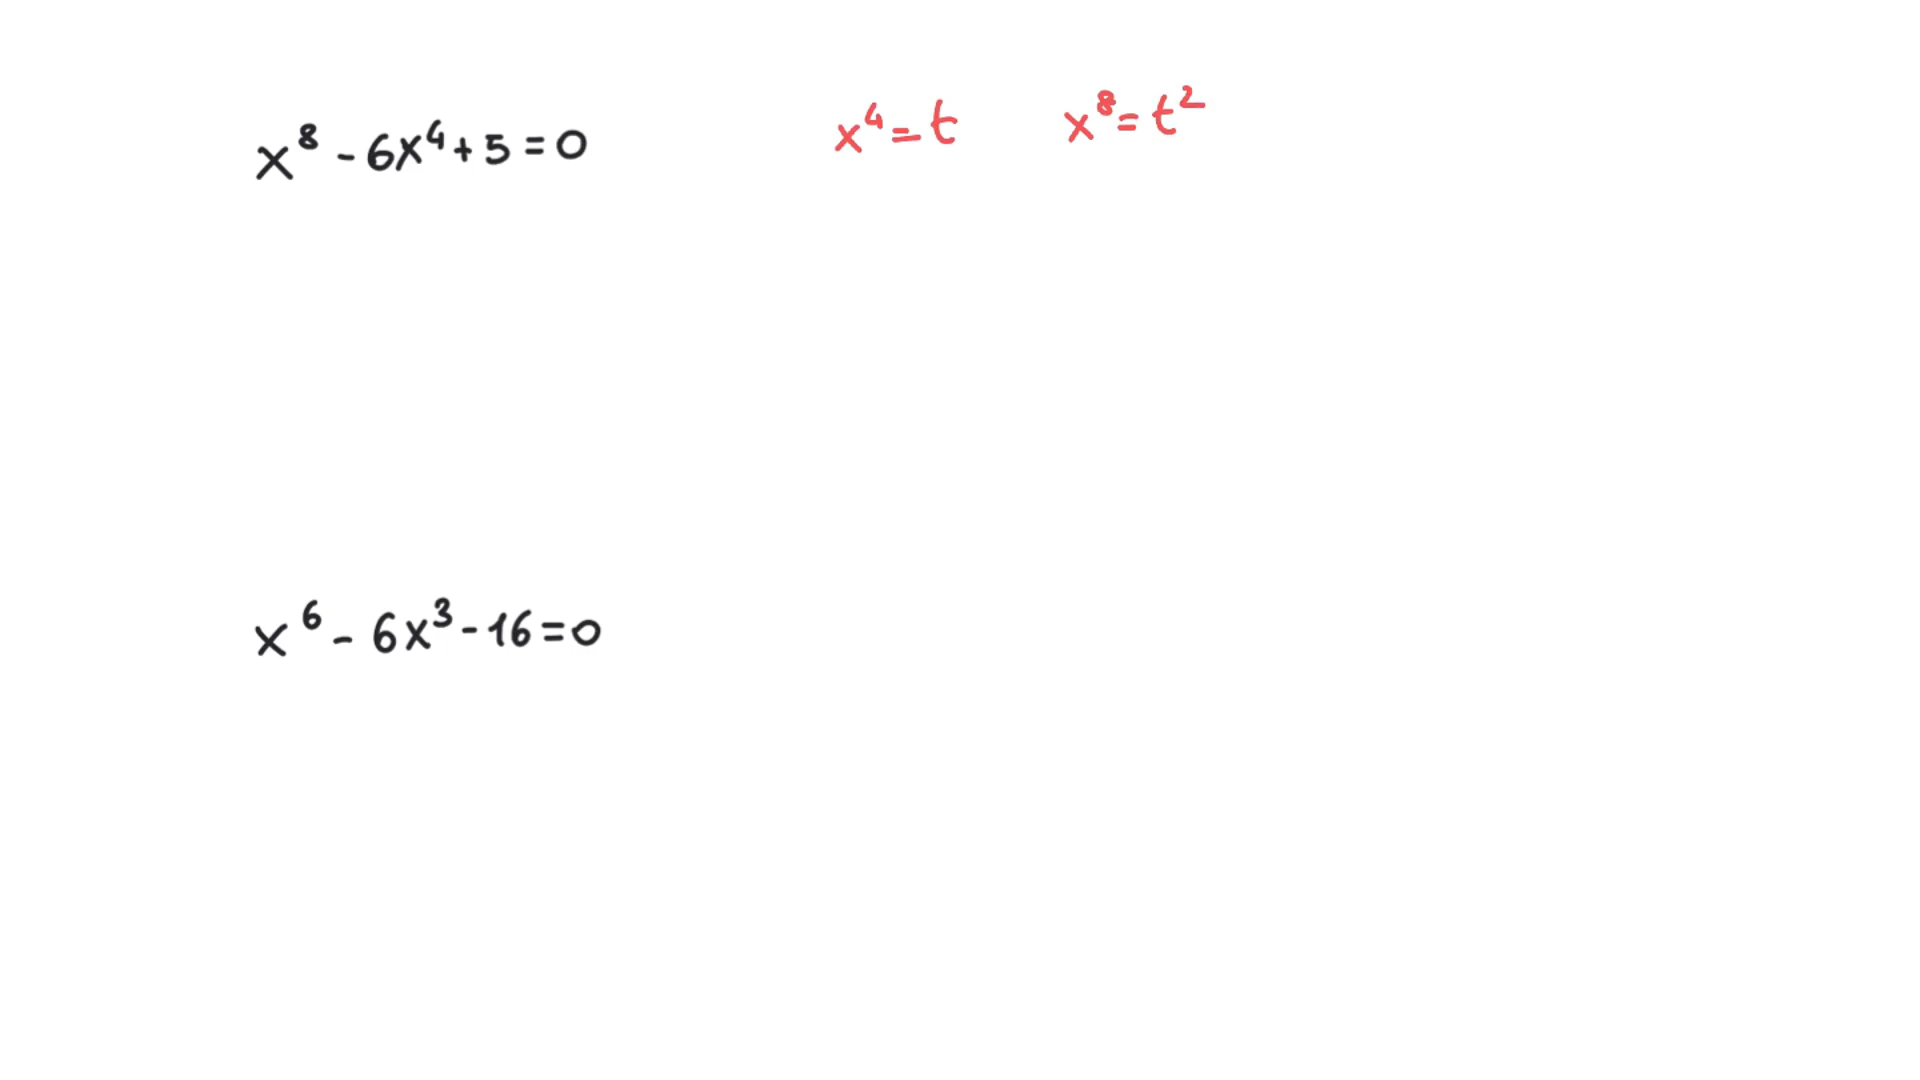 x⁸ - 6x⁴ + 5 = 0 x⁴ = t x⁸ = t²
x⁶ - 6x³ - 16 = 0